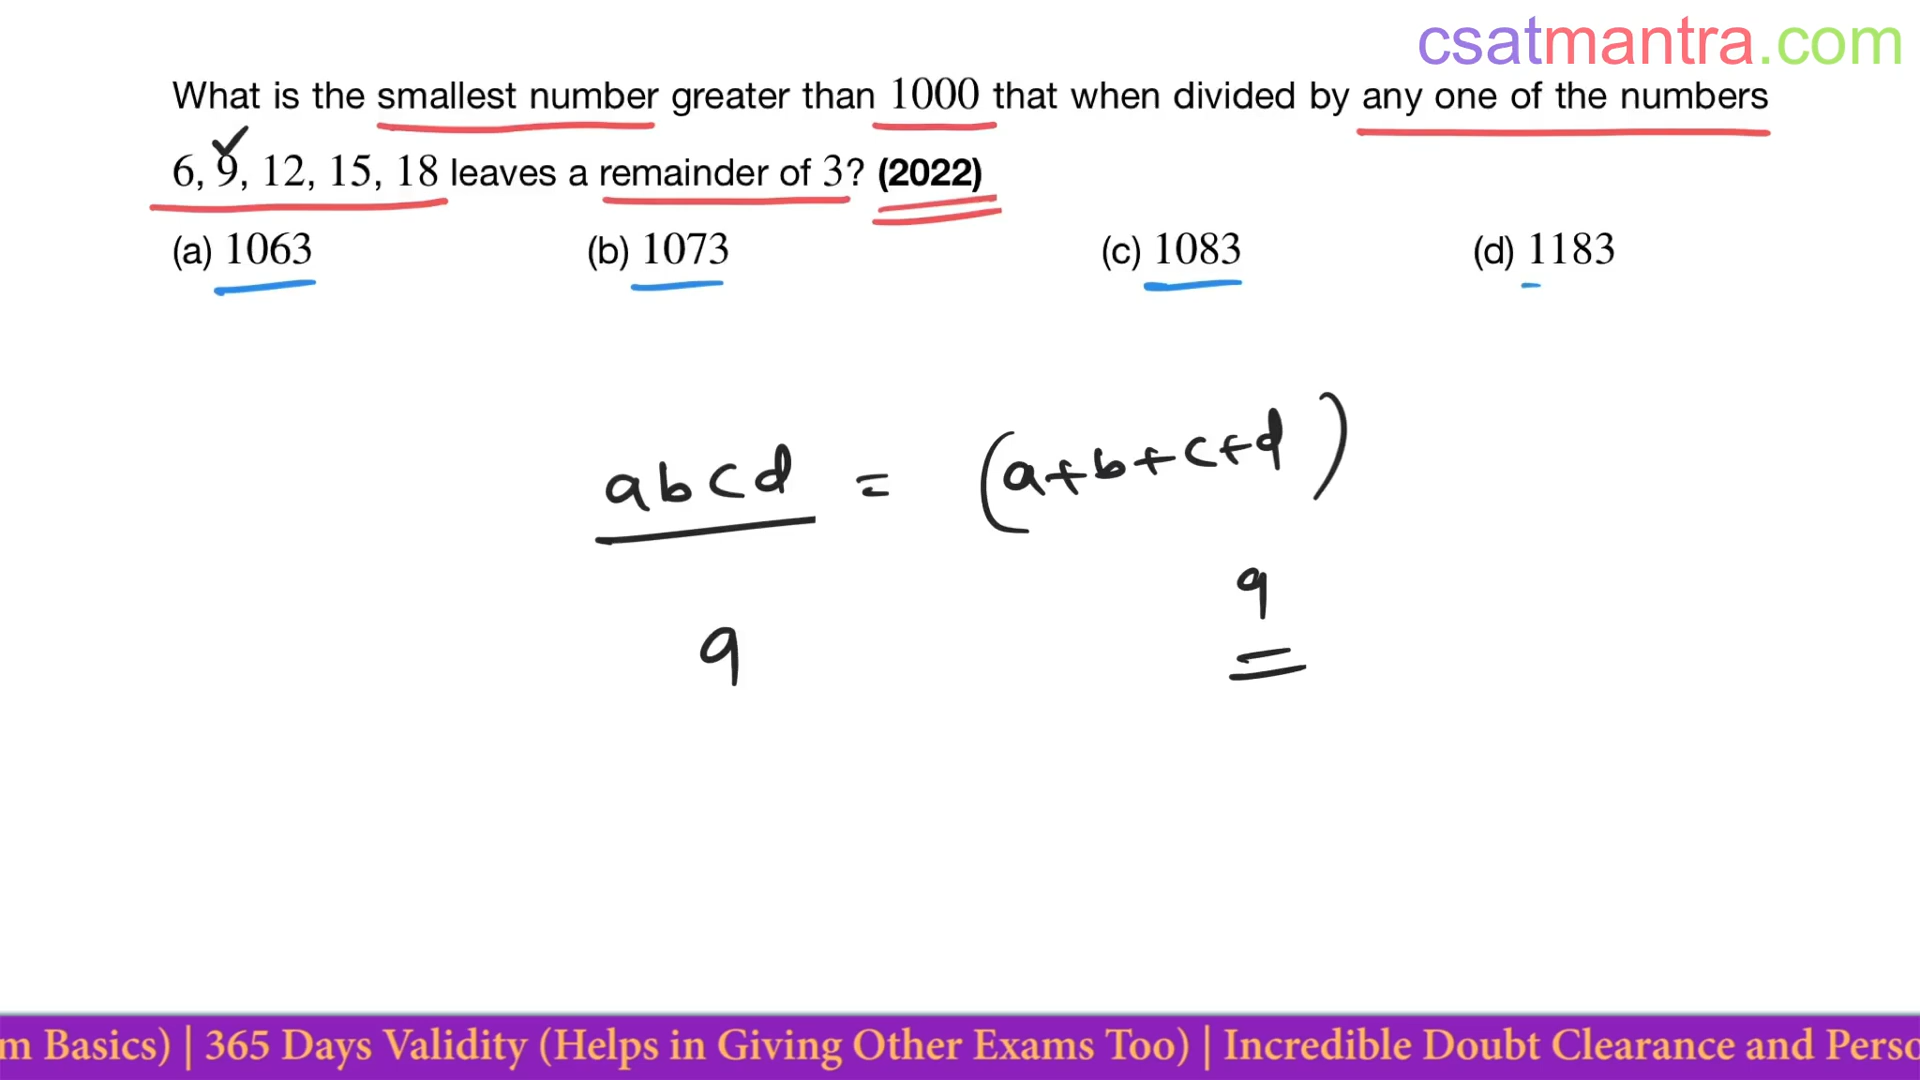 csatmantra.com
What is the smallest number greater than 1000 that when divided by any one of the numbers
6, 9, 12, 15, 18 leaves a remainder of 3? (2022)
(a) 1063 (b) 1073 (c) 1083 (d) 1183
abcd = (a+b+c+d)
9
9
m Basics) | 365 Days Validity (Helps in Giving Other Exams Too) | Incredible Doubt Clearance and Perso